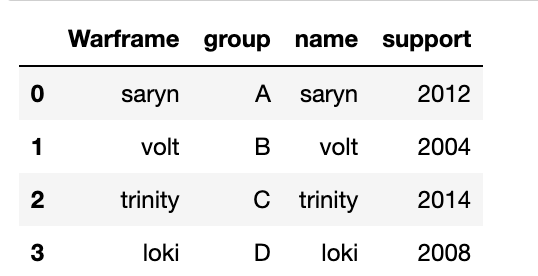 Warframe group name support
0 saryn A saryn 2012
1 volt B volt 2004
2 trinity C trinity 2014
3 loki D loki 2008